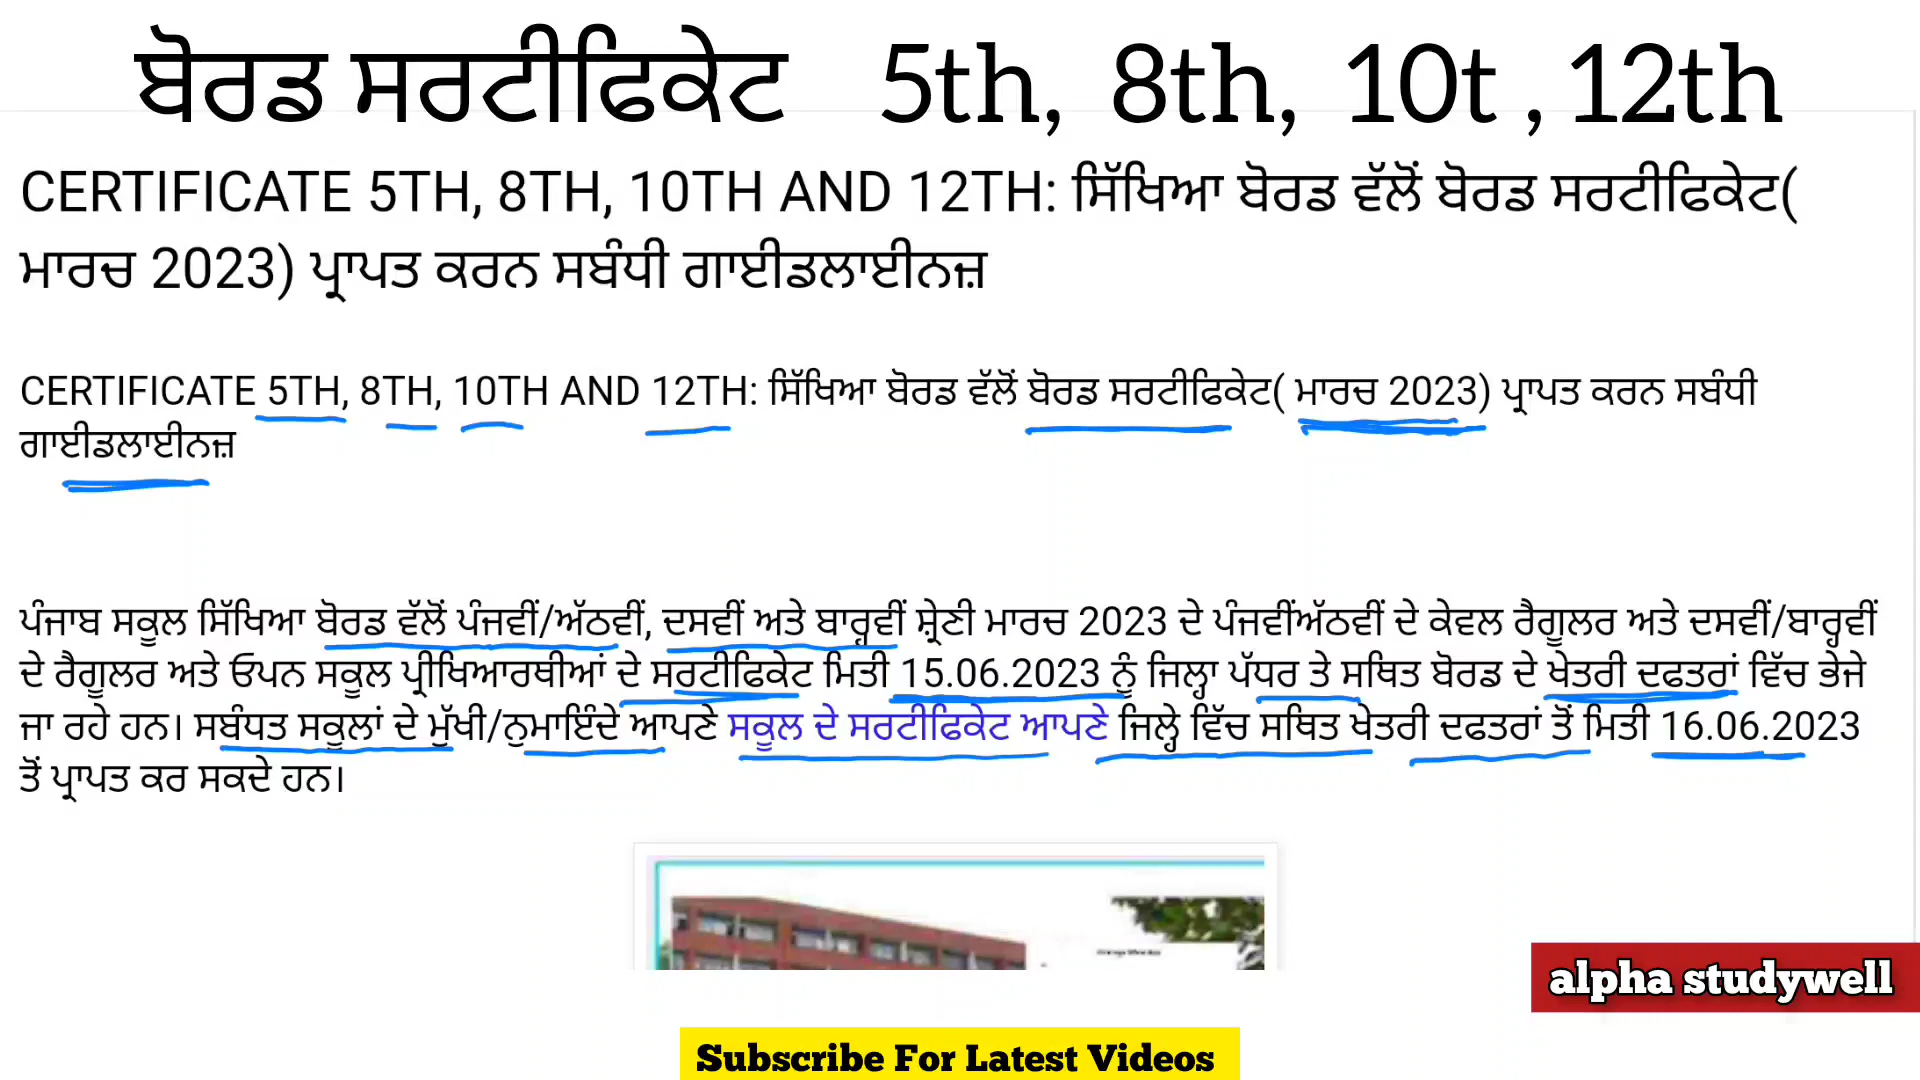 ਬੋਰਡ ਸਰਟੀਫਿਕੇਟ 5th, 8th, 10t , 12th
CERTIFICATE 5TH, 8TH, 10TH AND 12TH: ਸਿੱਖਿਆ ਬੋਰਡ ਵੱਲੋਂ ਬੋਰਡ ਸਰਟੀਫਿਕੇਟ(
ਮਾਰਚ 2023) ਪ੍ਰਾਪਤ ਕਰਨ ਸਬੰਧੀ ਗਾਈਡਲਾਈਨਜ਼
CERTIFICATE 5TH, 8TH, 10TH AND 12TH: ਸਿੱਖਿਆ ਬੋਰਡ ਵੱਲੋਂ ਬੋਰਡ ਸਰਟੀਫਿਕੇਟ( ਮਾਰਚ 2023) ਪ੍ਰਾਪਤ ਕਰਨ ਸਬੰਧੀ
ਗਾਈਡਲਾਈਨਜ਼
ਪੰਜਾਬ ਸਕੂਲ ਸਿੱਖਿਆ ਬੋਰਡ ਵੱਲੋਂ ਪੰਜਵੀਂ/ਅੱਠਵੀਂ, ਦਸਵੀਂ ਅਤੇ ਬਾਰ੍ਹਵੀਂ ਸ਼੍ਰੇਣੀ ਮਾਰਚ 2023 ਦੇ ਪੰਜਵੀਂਅੱਠਵੀਂ ਦੇ ਕੇਵਲ ਰੈਗੂਲਰ ਅਤੇ ਦਸਵੀਂ/ਬਾਰ੍ਹਵੀਂ
ਦੇ ਰੈਗੂਲਰ ਅਤੇ ਓਪਨ ਸਕੂਲ ਪ੍ਰੀਖਿਆਰਥੀਆਂ ਦੇ ਸਰਟੀਫਿਕੇਟ ਮਿਤੀ 15.06.2023 ਨੂੰ ਜਿਲ੍ਹਾ ਪੱਧਰ ਤੇ ਸਥਿਤ ਬੋਰਡ ਦੇ ਖੇਤਰੀ ਦਫਤਰਾਂ ਵਿੱਚ ਭੇਜੇ
ਜਾ ਰਹੇ ਹਨ। ਸਬੰਧਤ ਸਕੂਲਾਂ ਦੇ ਮੁੱਖੀ/ਨੁਮਾਇੰਦੇ ਆਪਣੇ ਸਕੂਲ ਦੇ ਸਰਟੀਫਿਕੇਟ ਆਪਣੇ ਜਿਲ੍ਹੇ ਵਿੱਚ ਸਥਿਤ ਖੇਤਰੀ ਦਫਤਰਾਂ ਤੋਂ ਮਿਤੀ 16.06.2023
ਤੋਂ ਪ੍ਰਾਪਤ ਕਰ ਸਕਦੇ ਹਨ।
alpha studywell
Subscribe For Latest Videos